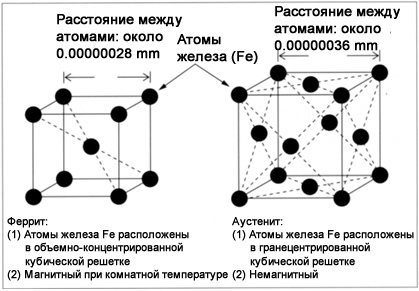 Расстояние между
атомами: около
0.00000028 mm
Атомы
железа (Fe)
Расстояние между
атомами: около
0.00000036 mm
Феррит:
(1) Атомы железа Fe расположены
в объемно-концентрированной
кубической решетке
(2) Магнитный при комнатной температуре
Аустенит:
(1) Атомы железа Fe расположены
в гранецентрированной
кубической решетке
(2) Немагнитный